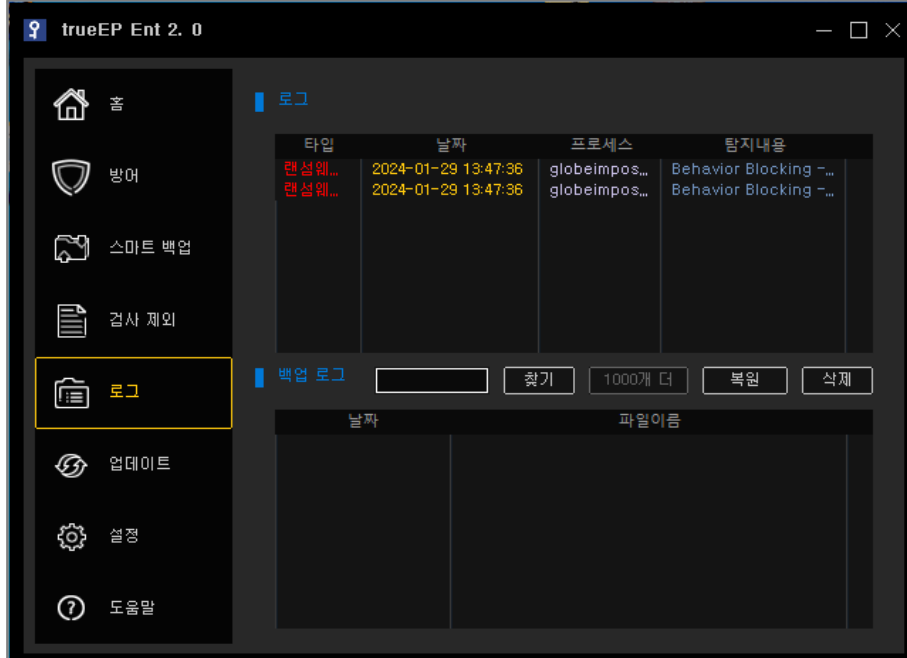 trueEP Ent 2. 0
홈
방어
스마트 백업
검사 제외
로그
업데이트
설정
도움말
로그
타입 날짜 프로세스 탐지내용
랜섬웨... 2024-01-29 13:47:36 globeimpos... Behavior Blocking -...
랜섬웨... 2024-01-29 13:47:36 globeimpos... Behavior Blocking -...
백업 로그 찾기 1000개 더 복원 삭제
날짜 파일이름